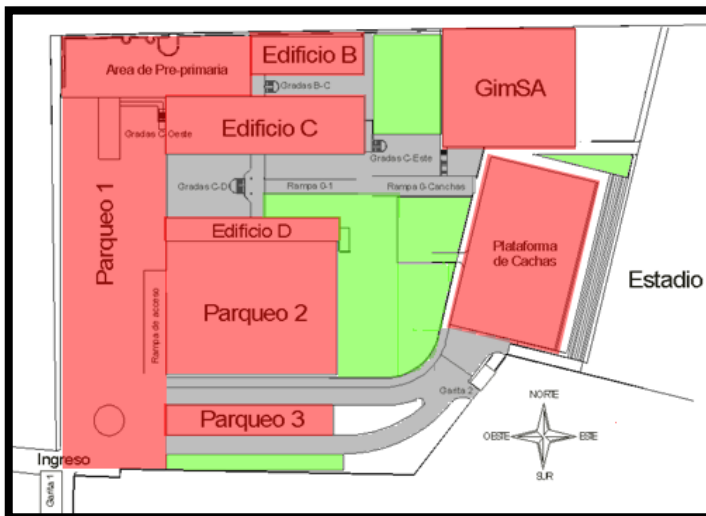 Edificio B
Area de Pre-primaria
GimSA
Gradas B-C
Gradas C-Oeste
Edificio C
Gradas C-Este
Gradas C-D
Rampa G-1
Rampa G-Canchas
Parqueo 1
Edificio D
Plataforma
de Cachas
Estadio
Rampa de acceso
Parqueo 2
Garita 2
NORTE
Parqueo 3
OESTE
ESTE
SUR
Ingreso
Garita 1